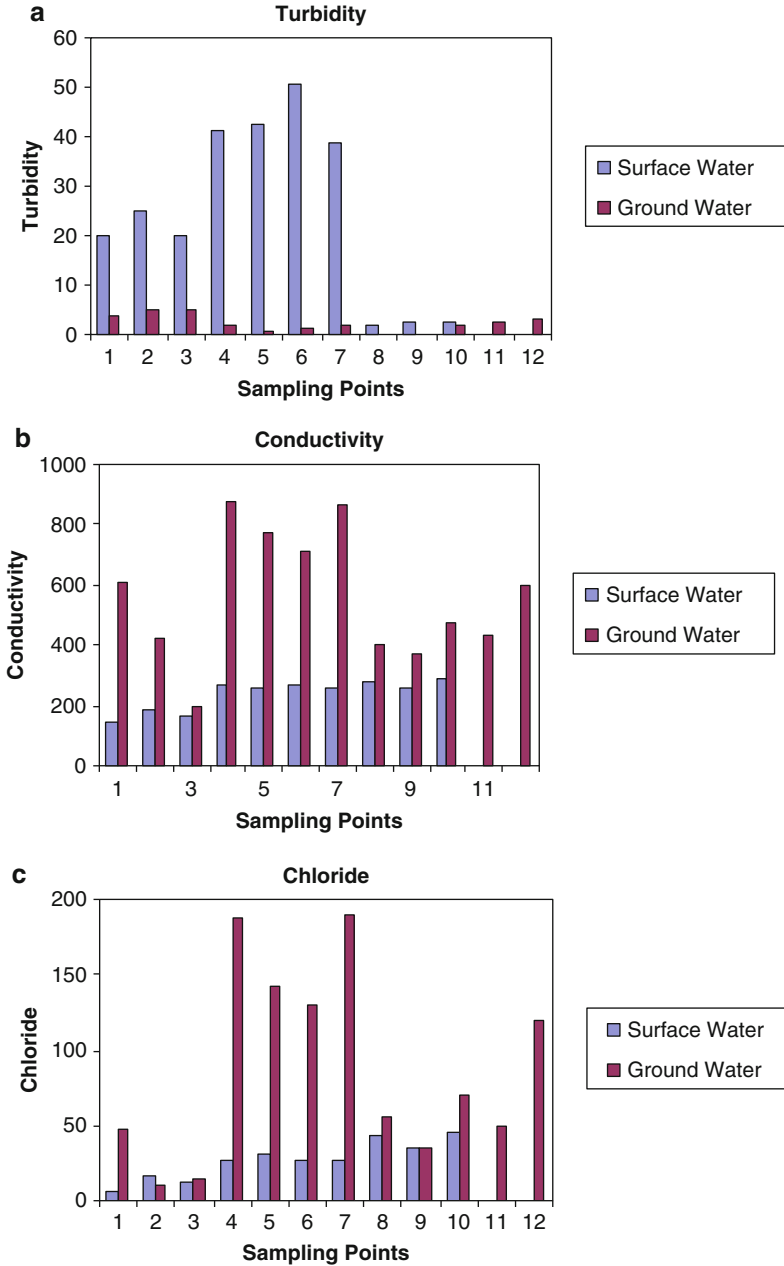 a
Turbidity
60
50
40
30
20
10
0
Turbidity
1 2 3 4 5 6 7 8 9 10 11 12
Sampling Points
Surface Water
Ground Water
b
Conductivity
1000
800
600
400
200
0
Conductivity
1 3 5 7 9 11
Sampling Points
Surface Water
Ground Water
c
Chloride
200
150
100
50
0
Chloride
1 2 3 4 5 6 7 8 9 10 11 12
Sampling Points
Surface Water
Ground Water